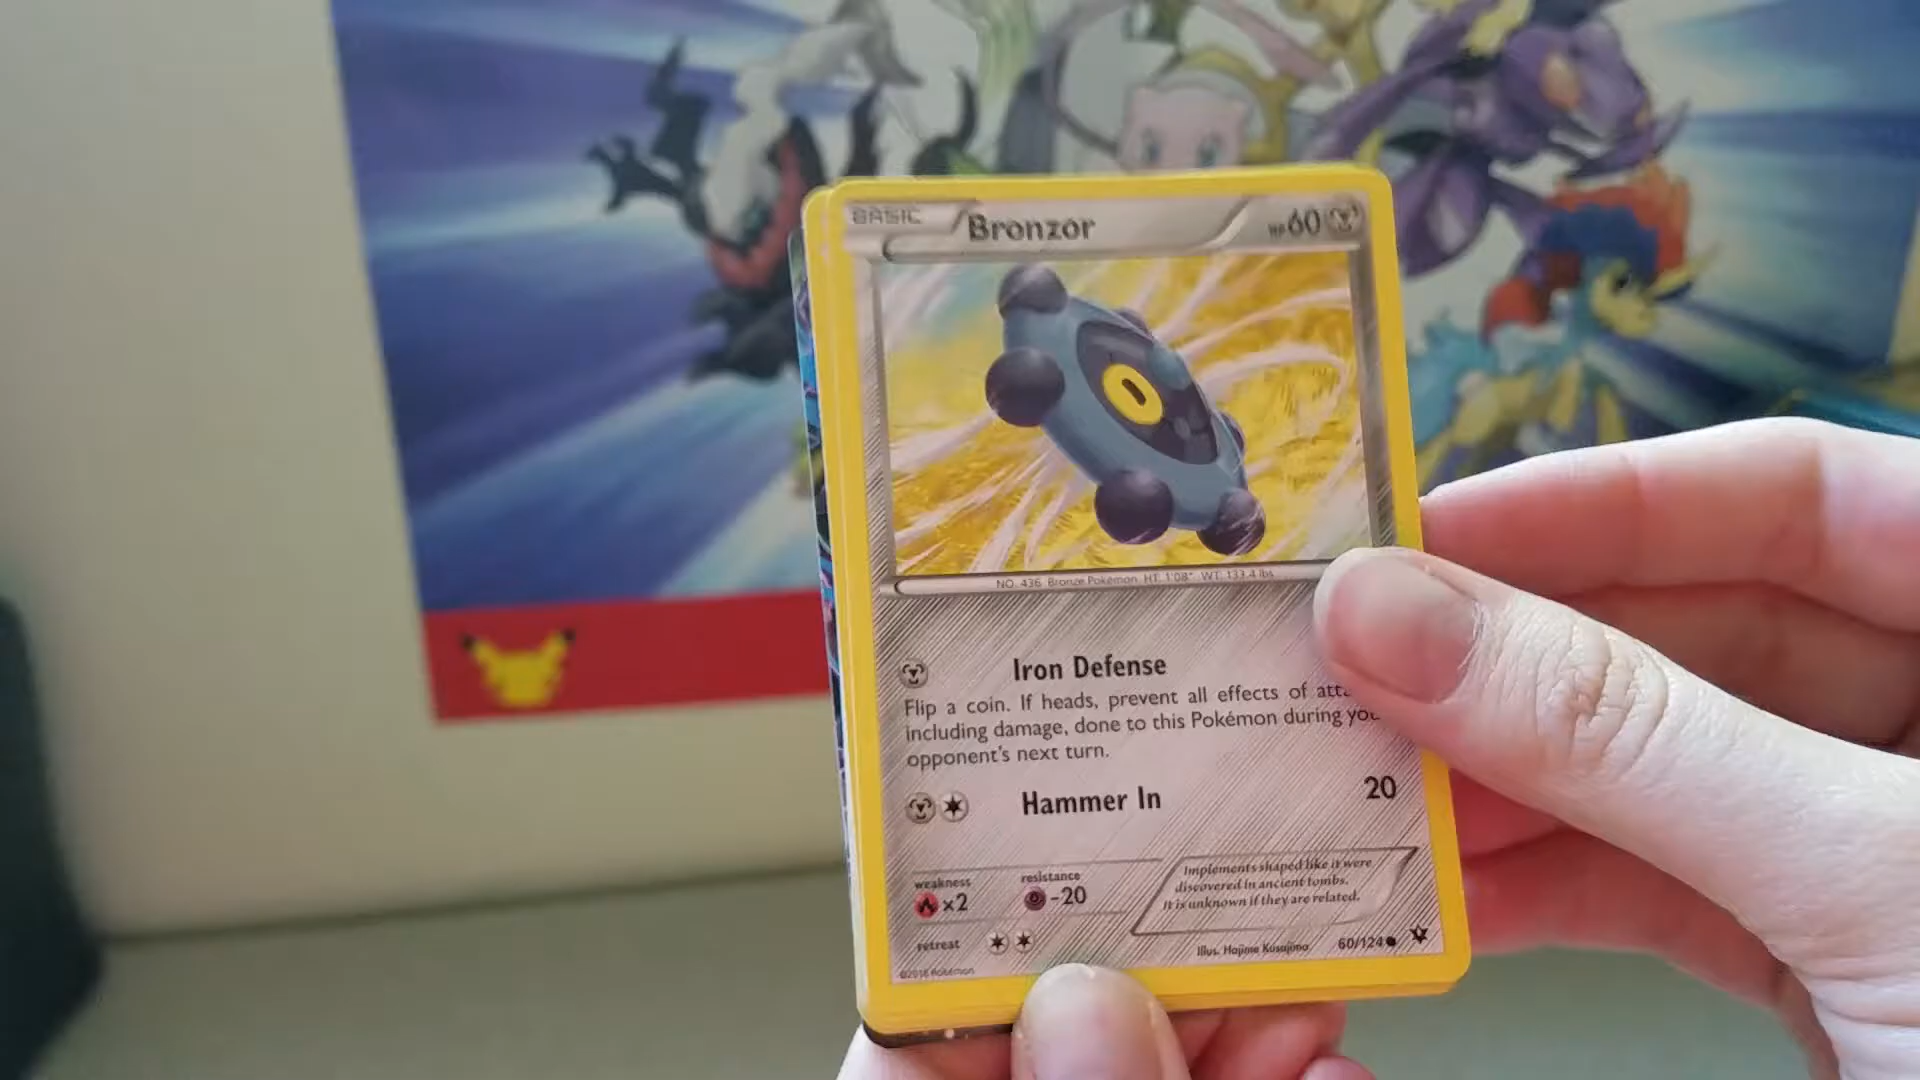 BASIC Bronzor HP60
NO. 436 Bronze Pokémon HT: 1'08" WT: 133.4 lbs
Iron Defense
Flip a coin. If heads, prevent all effects of
including damage, done to this Pokémon during
opponent's next turn.
Hammer In 20
weakness resistance
×2 -20
Implements shaped like it were
discovered in ancient tombs.
It is unknown if they are related.
retreat
Illus. Hajime Kusajima 60/124
©2016 Pokémon